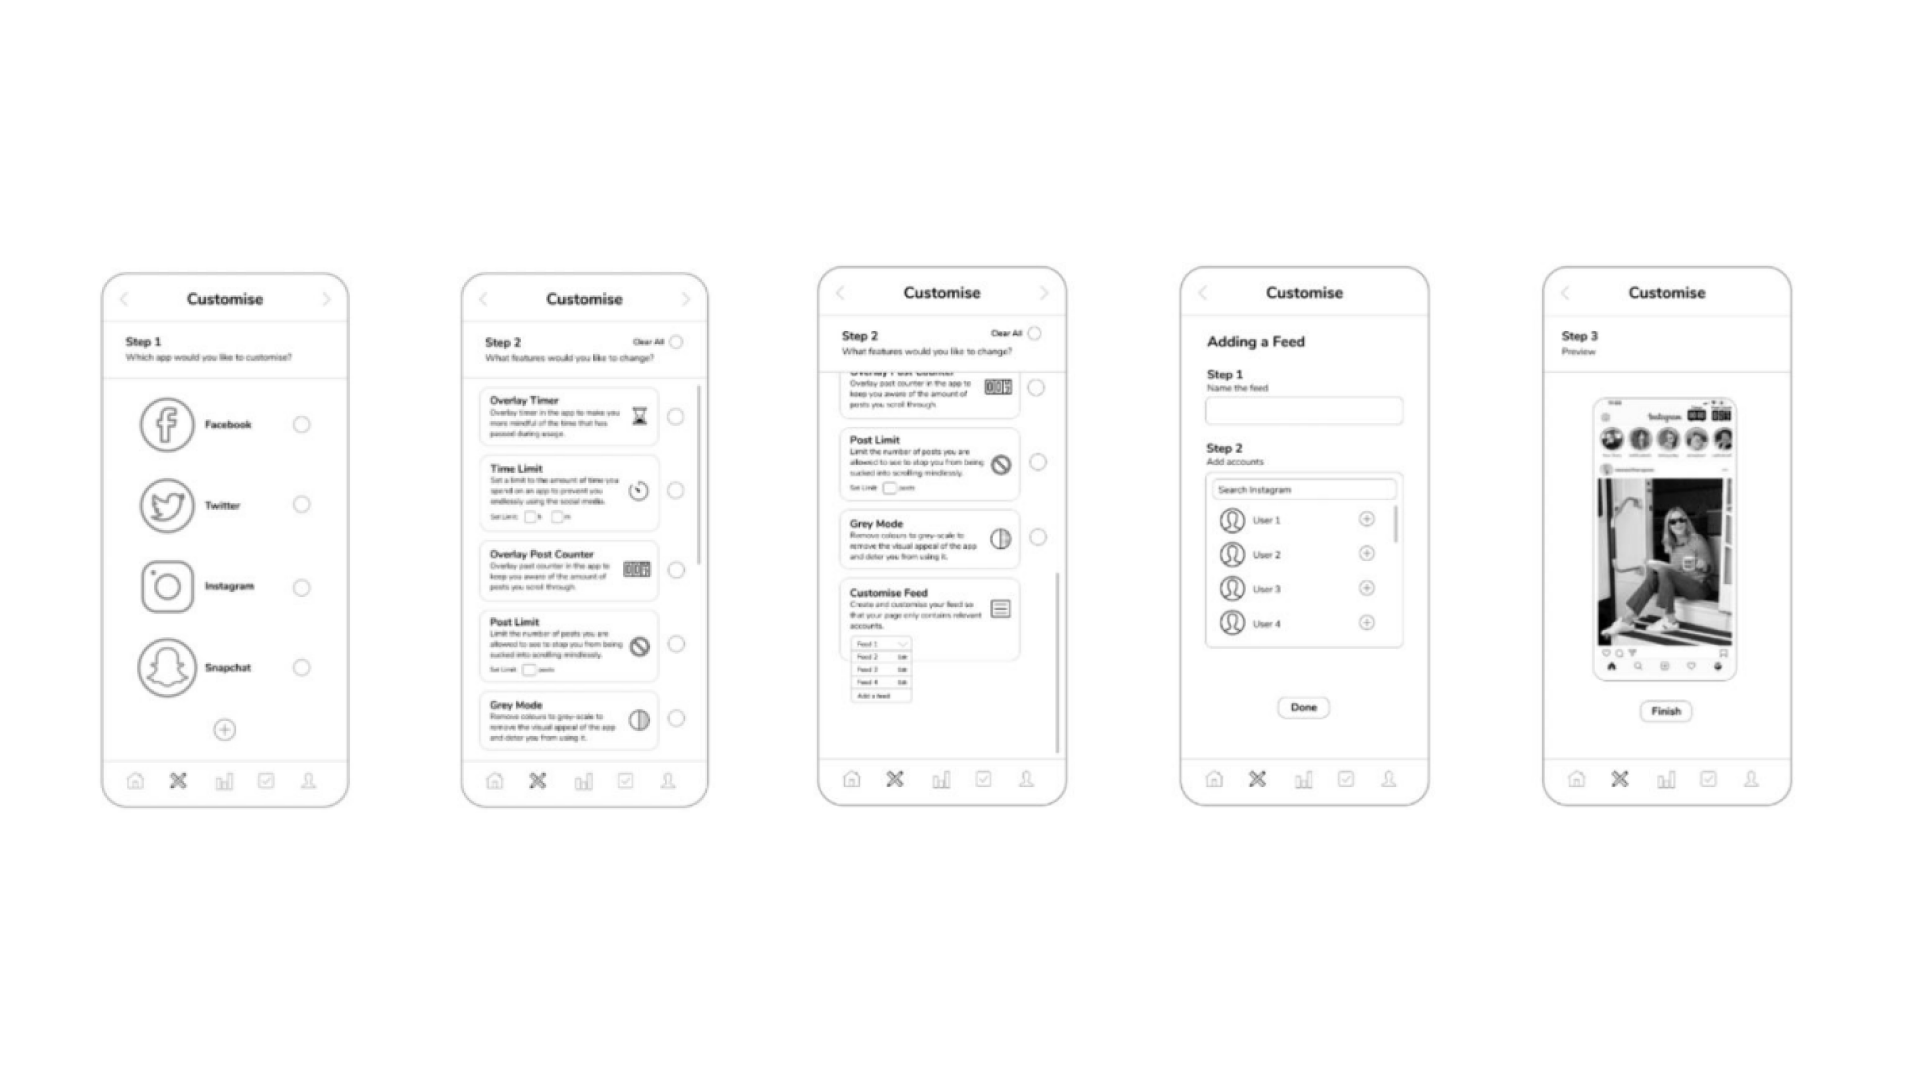 Customise
Step 1
Which app would you like to customise?
Facebook
Twitter
Instagram
Snapchat
Customise
Step 2
Clear All
What features would you like to change?
Overlay Timer
Overlay timer in the app to make you
more mindful of the time that has
passed during usage.
Time Limit
Set a limit to the amount of time you
spend on an app to prevent you
endlessly using the social media.
Set Limit: h m
Overlay Post Counter
Overlay post counter in the app to
keep you aware of the amount of
posts you scroll through.
Post Limit
Limit the number of posts you are
allowed to see to stop you from being
sucked into scrolling mindlessly.
Set Limit: posts
Grey Mode
Remove colours to grey-scale to
remove the visual appeal of the app
and deter you from using it.
Customise
Step 2
Clear All
What features would you like to change?
Overlay Post Counter
Overlay post counter in the app to
keep you aware of the amount of
posts you scroll through.
Post Limit
Limit the number of posts you are
allowed to see to stop you from being
sucked into scrolling mindlessly.
Set Limit: posts
Grey Mode
Remove colours to grey-scale to
remove the visual appeal of the app
and deter you from using it.
Customise Feed
Create and customise your feed so
that your page only contains relevant
accounts.
Feed 1
Feed 2 Edit
Feed 3 Edit
Feed 4 Edit
Add a feed
Customise
Adding a Feed
Step 1
Name the feed
Step 2
Add accounts
Search Instagram
User 1
User 2
User 3
User 4
Done
Customise
Step 3
Preview
Instagram
Finish